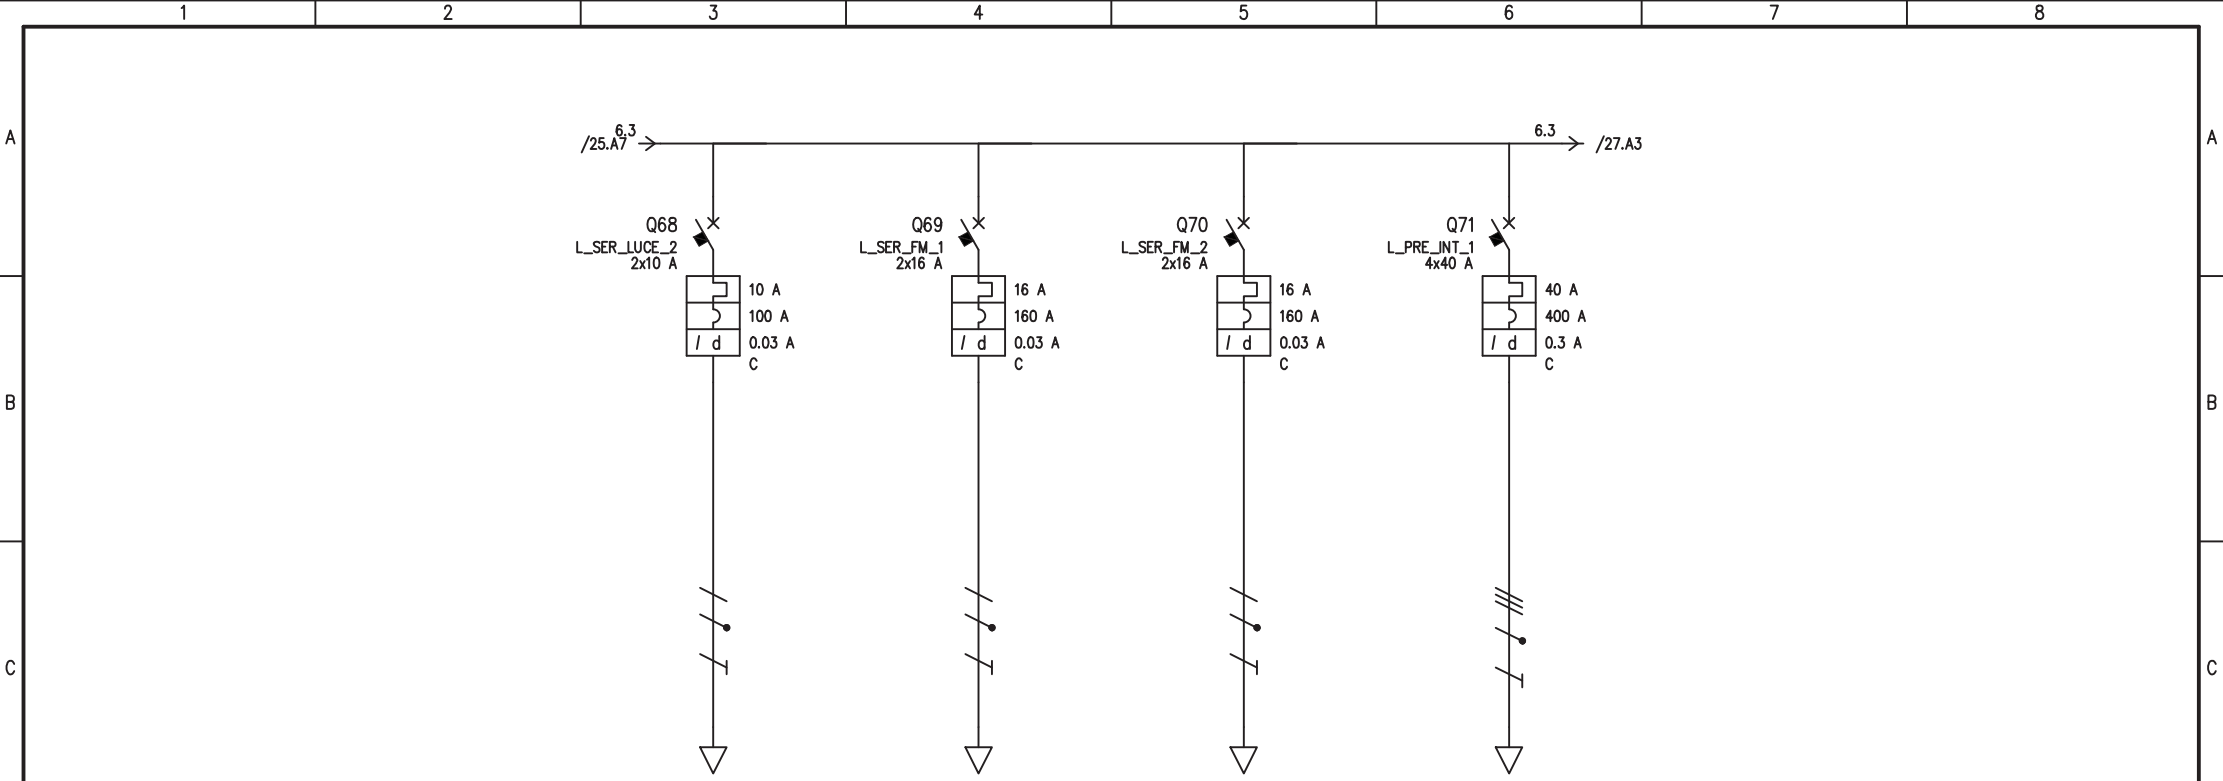 1 2 3 4 5 6 7 8
A A
6.3 6.3
/25.A7 /27.A3
Q68 Q69 Q70 Q71
L_SER_LUCE_2 L_SER_FM_1 L_SER_FM_2 L_PRE_INT_1
2x10 A 2x16 A 2x16 A 4x40 A
10 A 16 A 16 A 40 A
100 A 160 A 160 A 400 A
I d 0.03 A I d 0.03 A I d 0.03 A I d 0.3 A
C C C C
B B
C C